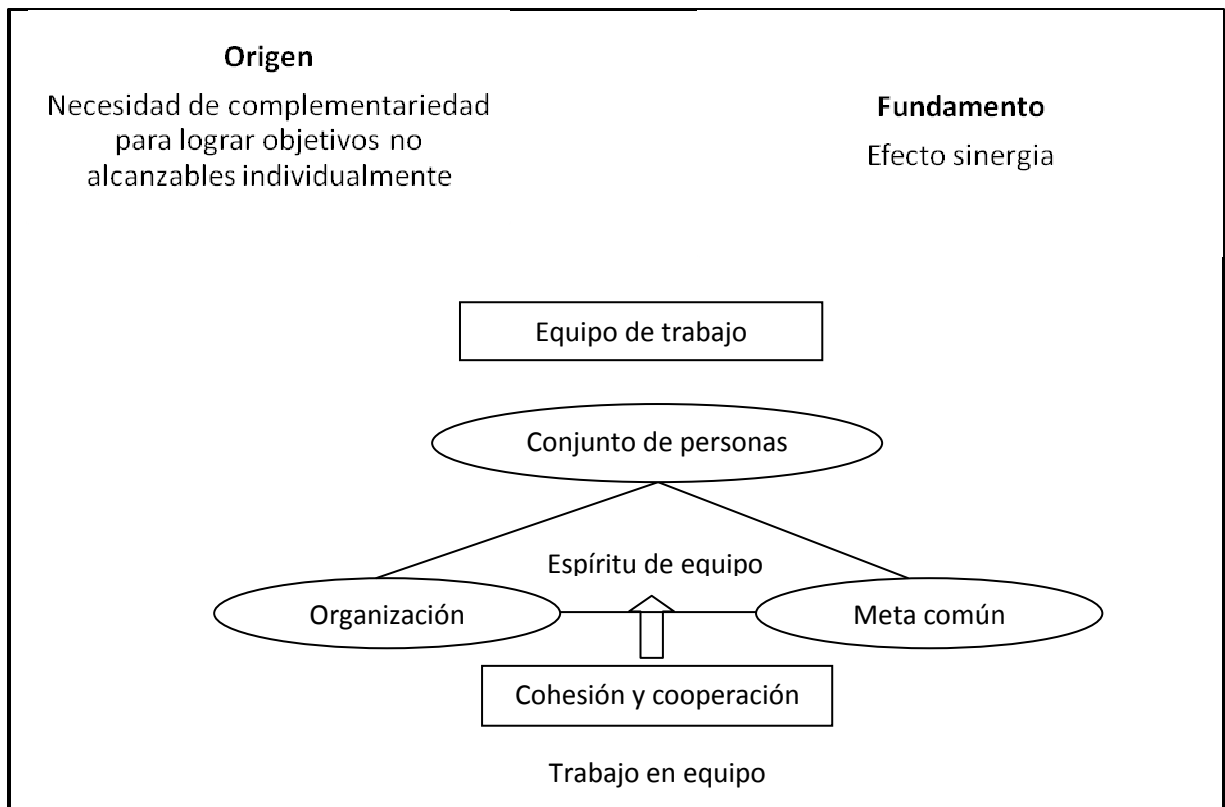 Origen
Necesidad de complementariedad
para lograr objetivos no
alcanzables individualmente
Fundamento
Efecto sinergia
Equipo de trabajo
Conjunto de personas
Espíritu de equipo
Organización
Meta común
Cohesión y cooperación
Trabajo en equipo